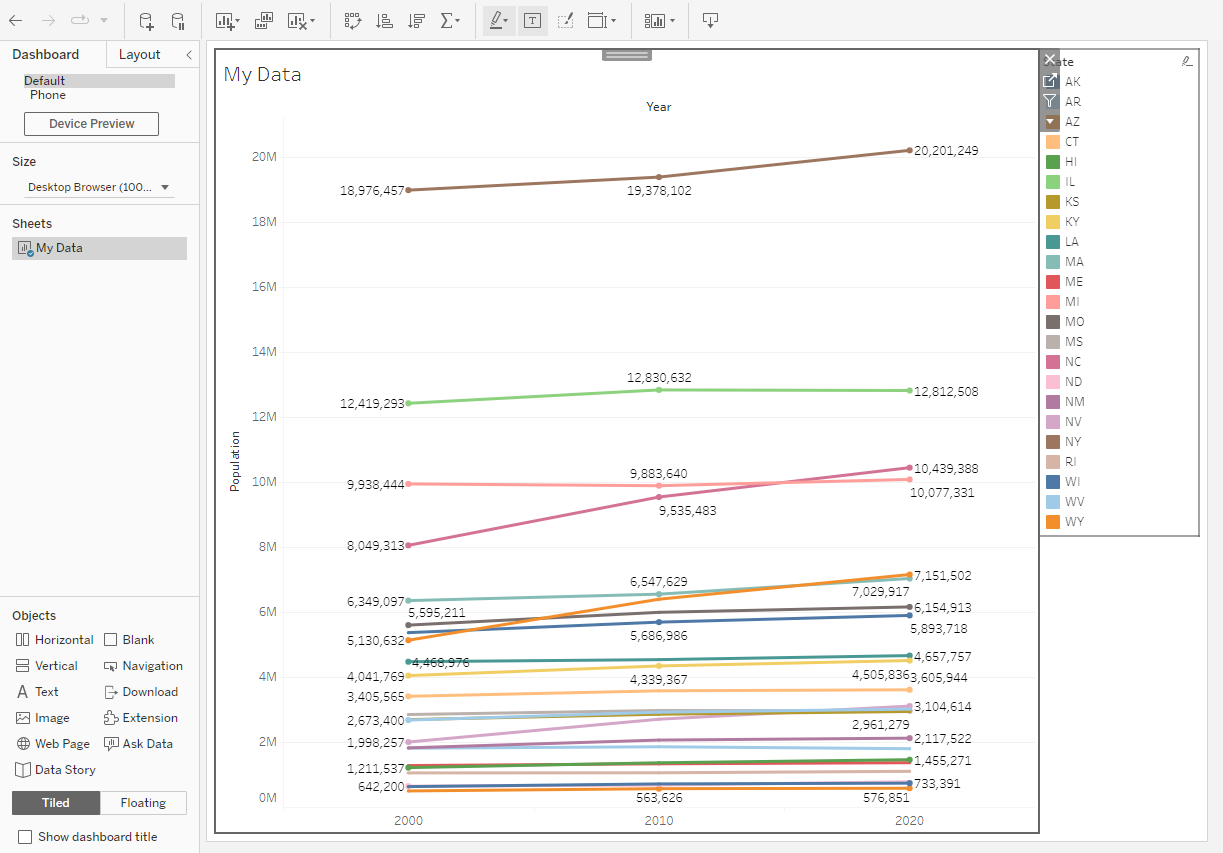 Dashboard Layout
Default
Phone
Device Preview
Size
Desktop Browser (100...
Sheets
My Data
Objects
Horizontal Blank
Vertical Navigation
Text Download
Image Extension
Web Page Ask Data
Data Story
Tiled Floating
Show dashboard title
My Data
Year
Population
20M
18M
16M
14M
12M
10M
8M
6M
4M
2M
0M
18,976,457 19,378,102 20,201,249
12,419,293 12,830,632 12,812,508
9,938,444 9,883,640 10,439,388
8,049,313 9,535,483 10,077,331
6,349,097 6,547,629 7,151,502
7,029,917
5,595,211 6,154,913
5,130,632 5,686,986 5,893,718
4,468,976 4,657,757
4,041,769 4,339,367 4,505,836 3,605,944
3,405,565
2,673,400 3,104,614
2,961,279
1,998,257 2,117,522
1,211,537 1,455,271
642,200 733,391
563,626 576,851
2000 2010 2020
AK
AR
AZ
CT
HI
IL
KS
KY
LA
MA
ME
MI
MO
MS
NC
ND
NM
NV
NY
RI
WI
WV
WY